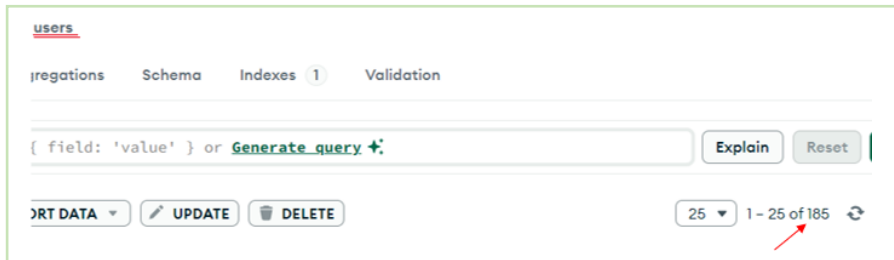 users
gregations Schema Indexes 1 Validation
{ field: 'value' } or Generate query Explain Reset
ORT DATA UPDATE DELETE 25 1 – 25 of 185